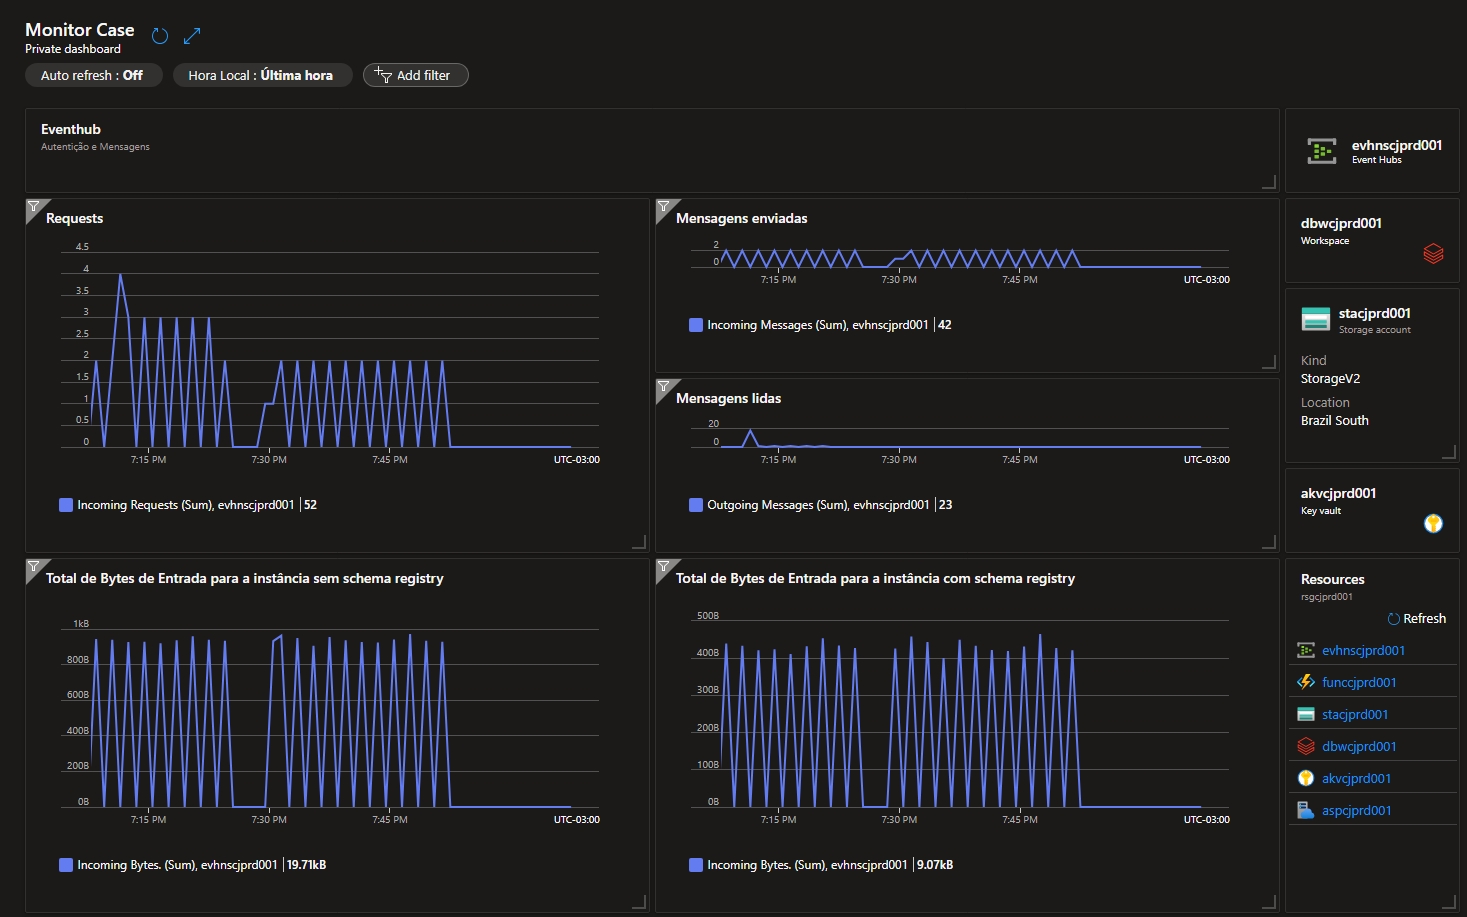 Monitor Case
Private dashboard
Auto refresh : Off
Hora Local : Última hora
Add filter
Eventhub
Autentição e Mensagens
evhnscjprd001
Event Hubs
Requests
4.5
4
3.5
3
2.5
2
1.5
1
0.5
0
7:15 PM
7:30 PM
7:45 PM
UTC-03:00
Incoming Requests (Sum), evhnscjprd001
52
Mensagens enviadas
2
0
7:15 PM
7:30 PM
7:45 PM
UTC-03:00
Incoming Messages (Sum), evhnscjprd001
42
Mensagens lidas
20
0
7:15 PM
7:30 PM
7:45 PM
UTC-03:00
Outgoing Messages (Sum), evhnscjprd001
23
dbwcjprd001
Workspace
stacjprd001
Storage account
Kind
StorageV2
Location
Brazil South
akvcjprd001
Key vault
Total de Bytes de Entrada para a instância sem schema registry
1kB
800B
600B
400B
200B
0B
7:15 PM
7:30 PM
7:45 PM
UTC-03:00
Incoming Bytes. (Sum), evhnscjprd001
19.71kB
Total de Bytes de Entrada para a instância com schema registry
500B
400B
300B
200B
100B
0B
7:15 PM
7:30 PM
7:45 PM
UTC-03:00
Incoming Bytes. (Sum), evhnscjprd001
9.07kB
Resources
rsgcjprd001
Refresh
evhnscjprd001
funccjprd001
stacjprd001
dbwcjprd001
akvcjprd001
aspcjprd001